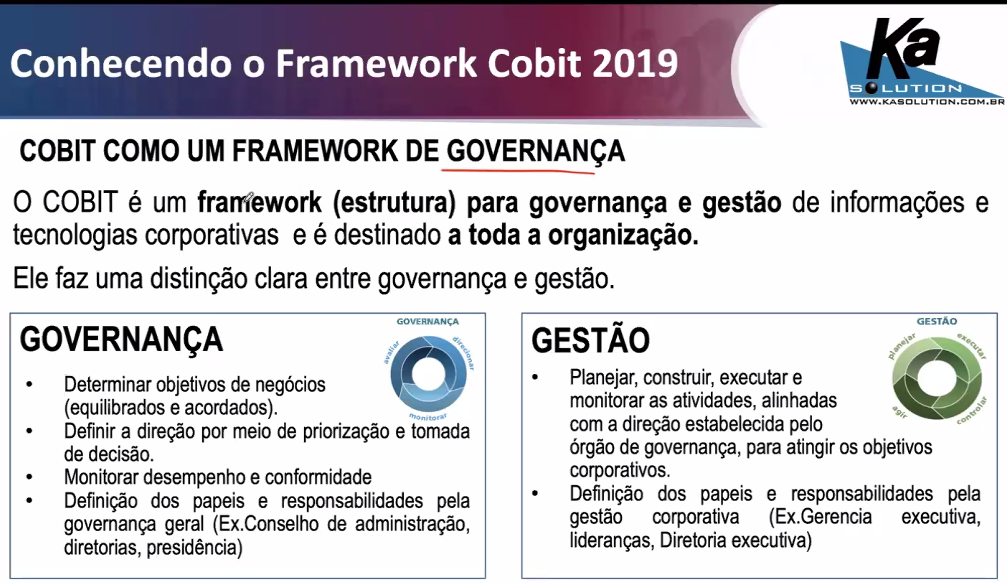 Conhecendo o Framework Cobit 2019
Ka
SOLUTION
WWW.KASOLUTION.COM.BR
COBIT COMO UM FRAMEWORK DE GOVERNANÇA
O COBIT é um framework (estrutura) para governança e gestão de informações e
tecnologias corporativas e é destinado a toda a organização.
Ele faz uma distinção clara entre governança e gestão.
GOVERNANÇA
GOVERNANÇA
avaliar
direcionar
monitorar
• Determinar objetivos de negócios
(equilibrados e acordados).
• Definir a direção por meio de priorização e tomada
de decisão.
• Monitorar desempenho e conformidade
• Definição dos papeis e responsabilidades pela
governança geral (Ex.Conselho de administração,
diretorias, presidência)
GESTÃO
GESTÃO
planejar
executar
agir
controlar
• Planejar, construir, executar e
monitorar as atividades, alinhadas
com a direção estabelecida pelo
órgão de governança, para atingir os objetivos
corporativos.
• Definição dos papeis e responsabilidades pela
gestão corporativa (Ex.Gerencia executiva,
lideranças, Diretoria executiva)